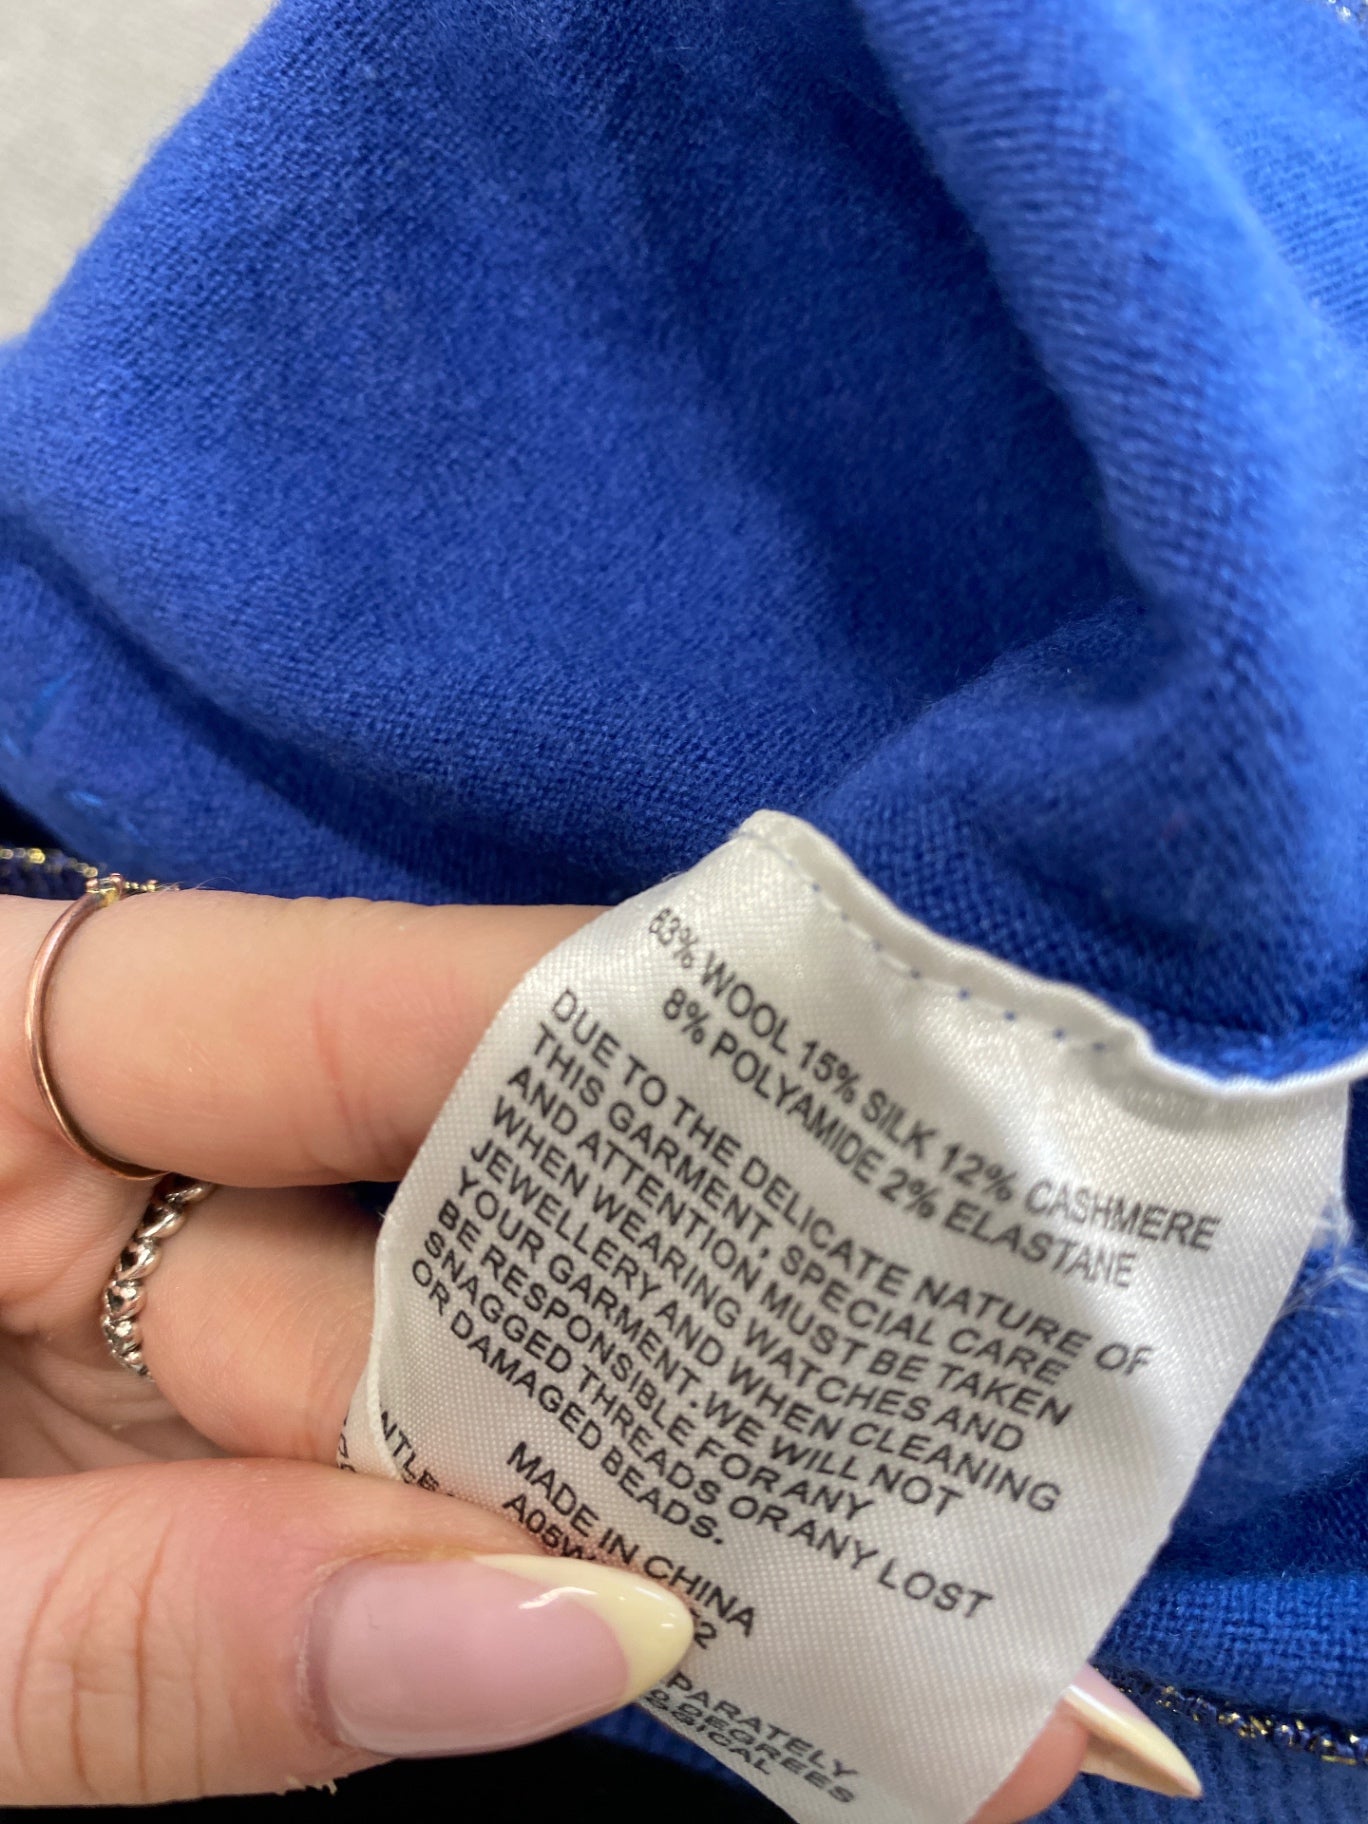 63% WOOL 15% SILK 12% CASHMERE
8% POLYAMIDE 2% ELASTANE
DUE TO THE DELICATE NATURE OF
THIS GARMENT, SPECIAL CARE
AND ATTENTION MUST BE TAKEN
WHEN WEARING WATCHES AND
JEWELLERY AND WHEN CLEANING
YOUR GARMENT. WE WILL NOT
BE RESPONSIBLE FOR ANY
SNAGGED THREADS OR ANY LOST
OR DAMAGED BEADS.
MADE IN CHINA
PARATELY
DEGREES